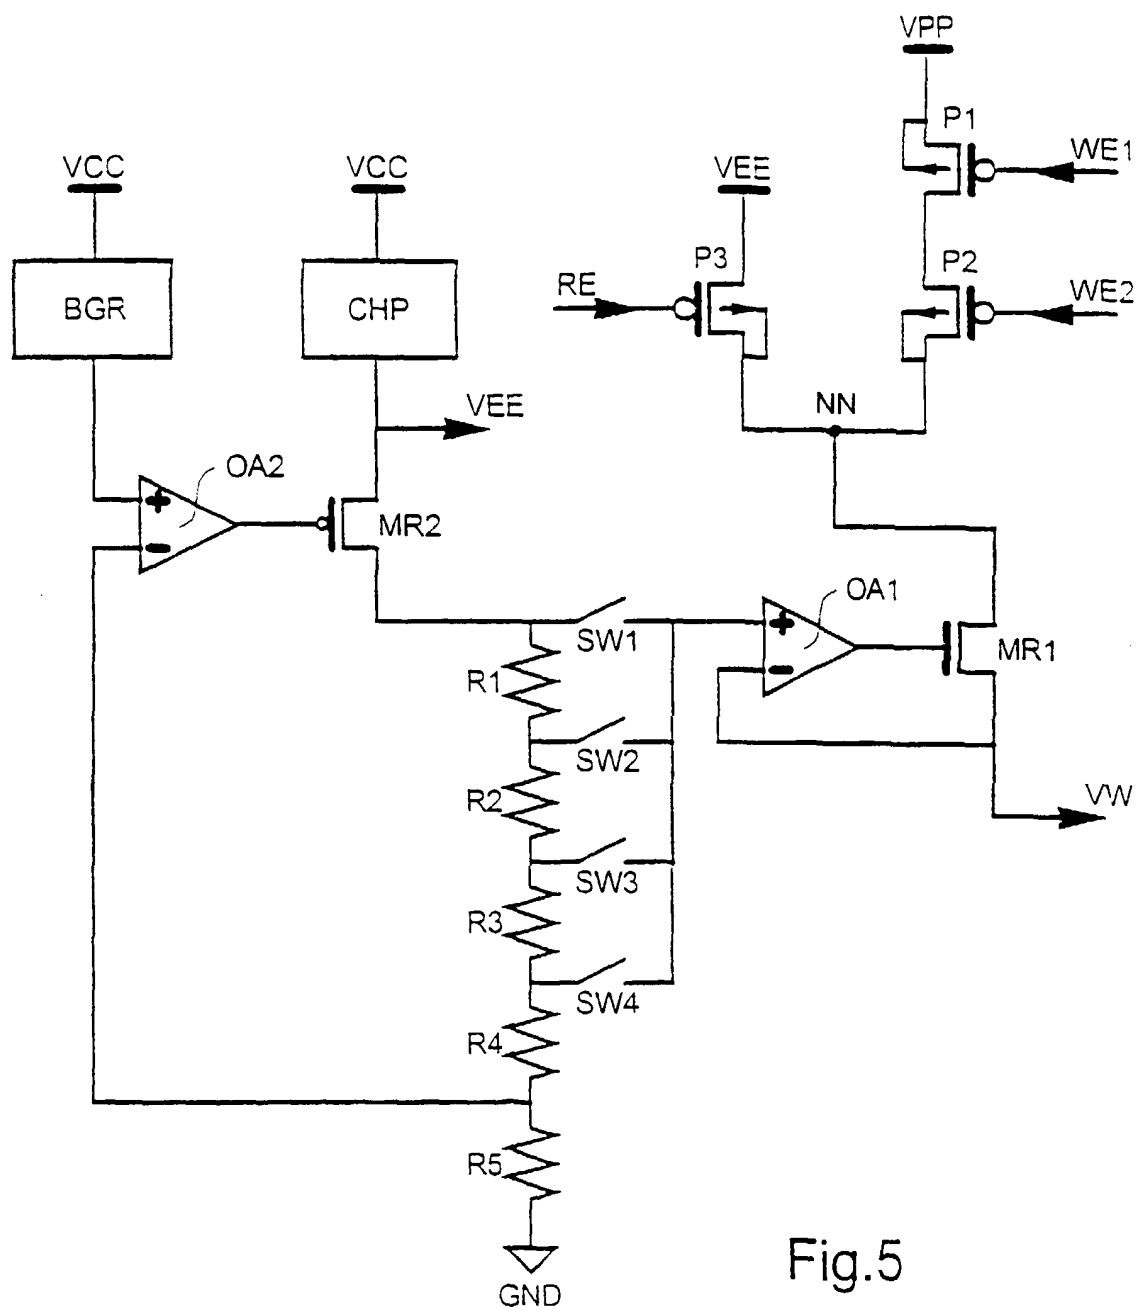 VPP
P1
WE1
VCC
VCC
VEE
P3
P2
RE
WE2
BGR
CHP
VEE
NN
OA2
+
-
MR2
OA1
SW1
+
-
MR1
R1
SW2
R2
VW
SW3
R3
SW4
R4
R5
GND
Fig.5